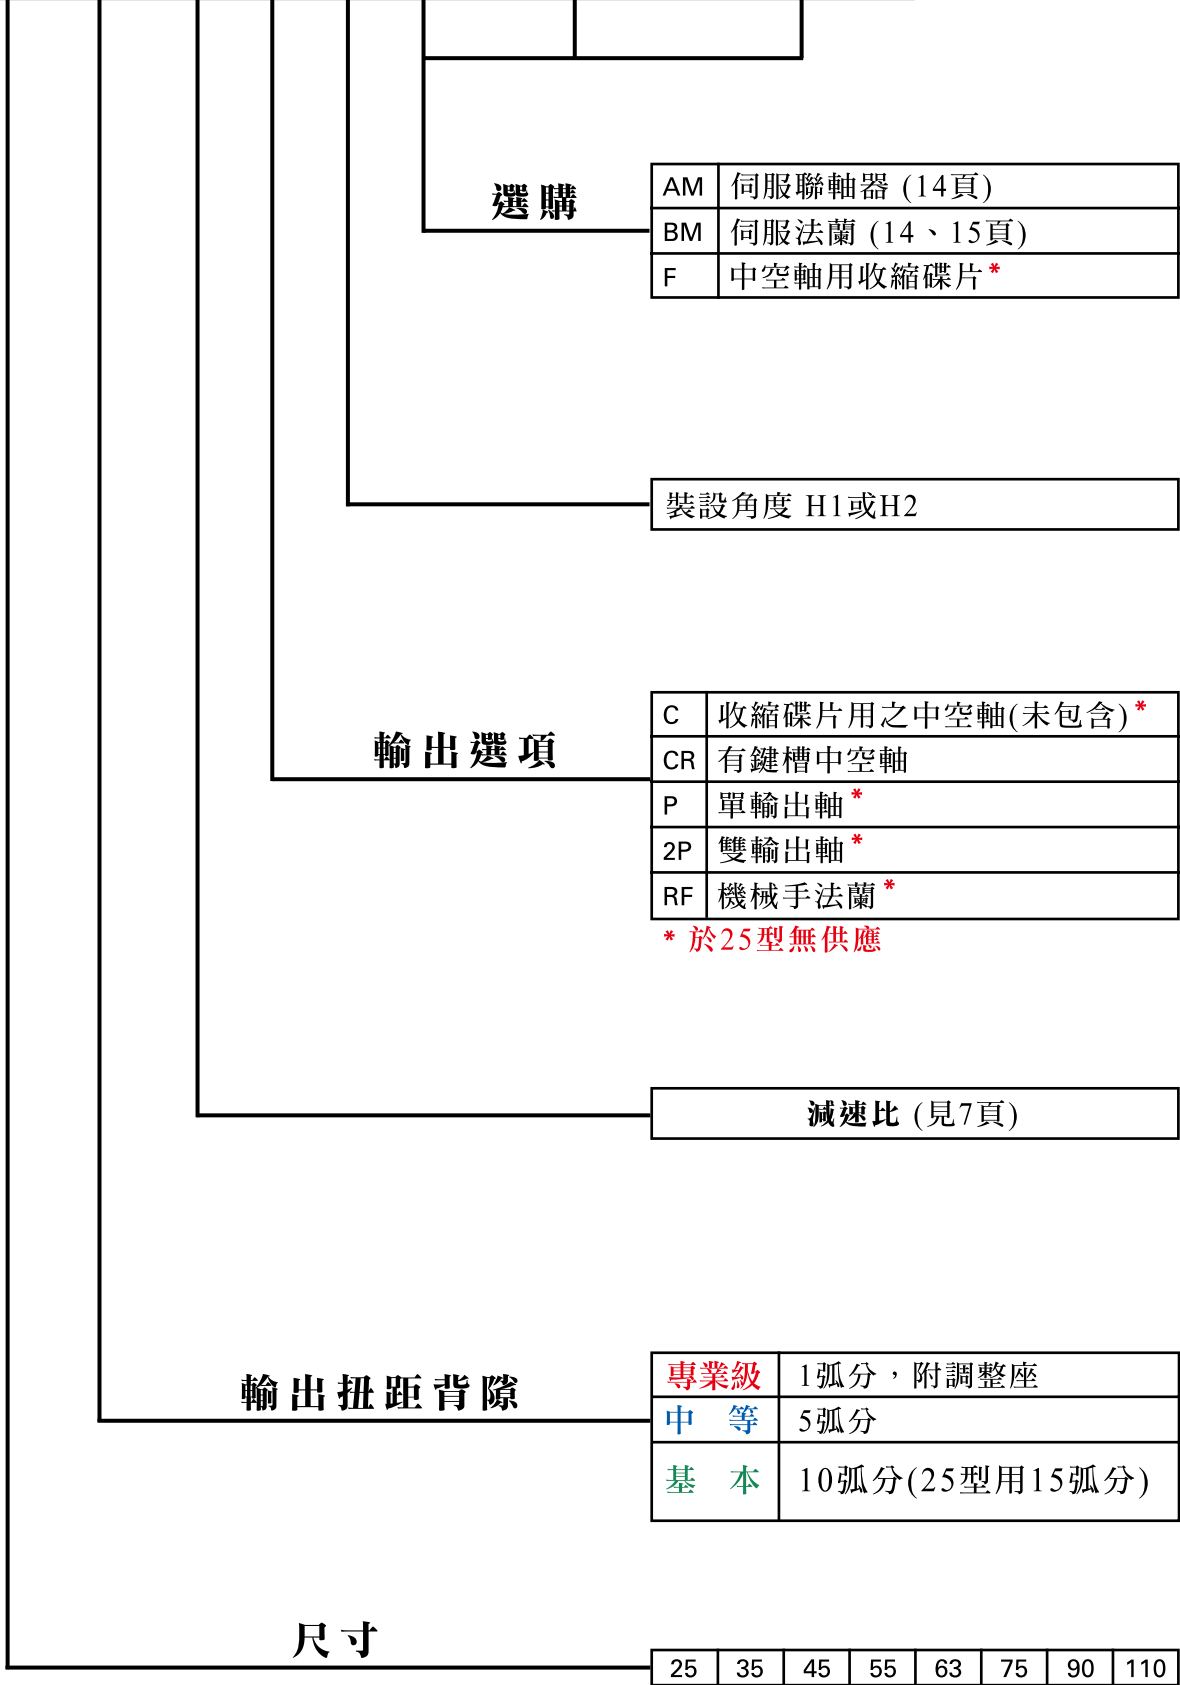 選購
AM 伺服聯軸器 (14頁)
BM 伺服法蘭 (14、15頁)
F 中空軸用收縮碟片*
裝設角度 H1或H2
輸出選項
C 收縮碟片用之中空軸(未包含)*
CR 有鍵槽中空軸
P 單輸出軸*
2P 雙輸出軸*
RF 機械手法蘭*
* 於25型無供應
減速比 (見7頁)
輸出扭距背隙
專業級 1弧分，附調整座
中 等 5弧分
基 本 10弧分(25型用15弧分)
尺寸
25 35 45 55 63 75 90 110